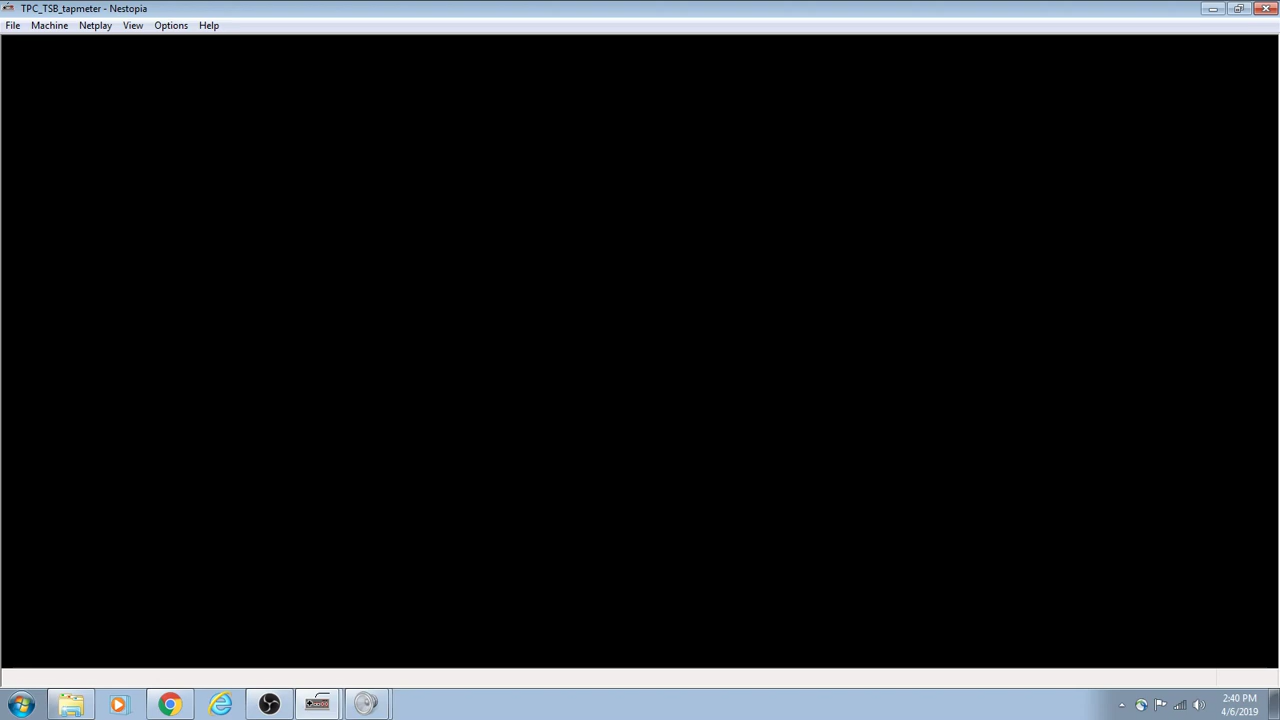 TPC_TSB_tapmeter - Nestopia
File Machine Netplay View Options Help
2:40 PM
4/6/2019